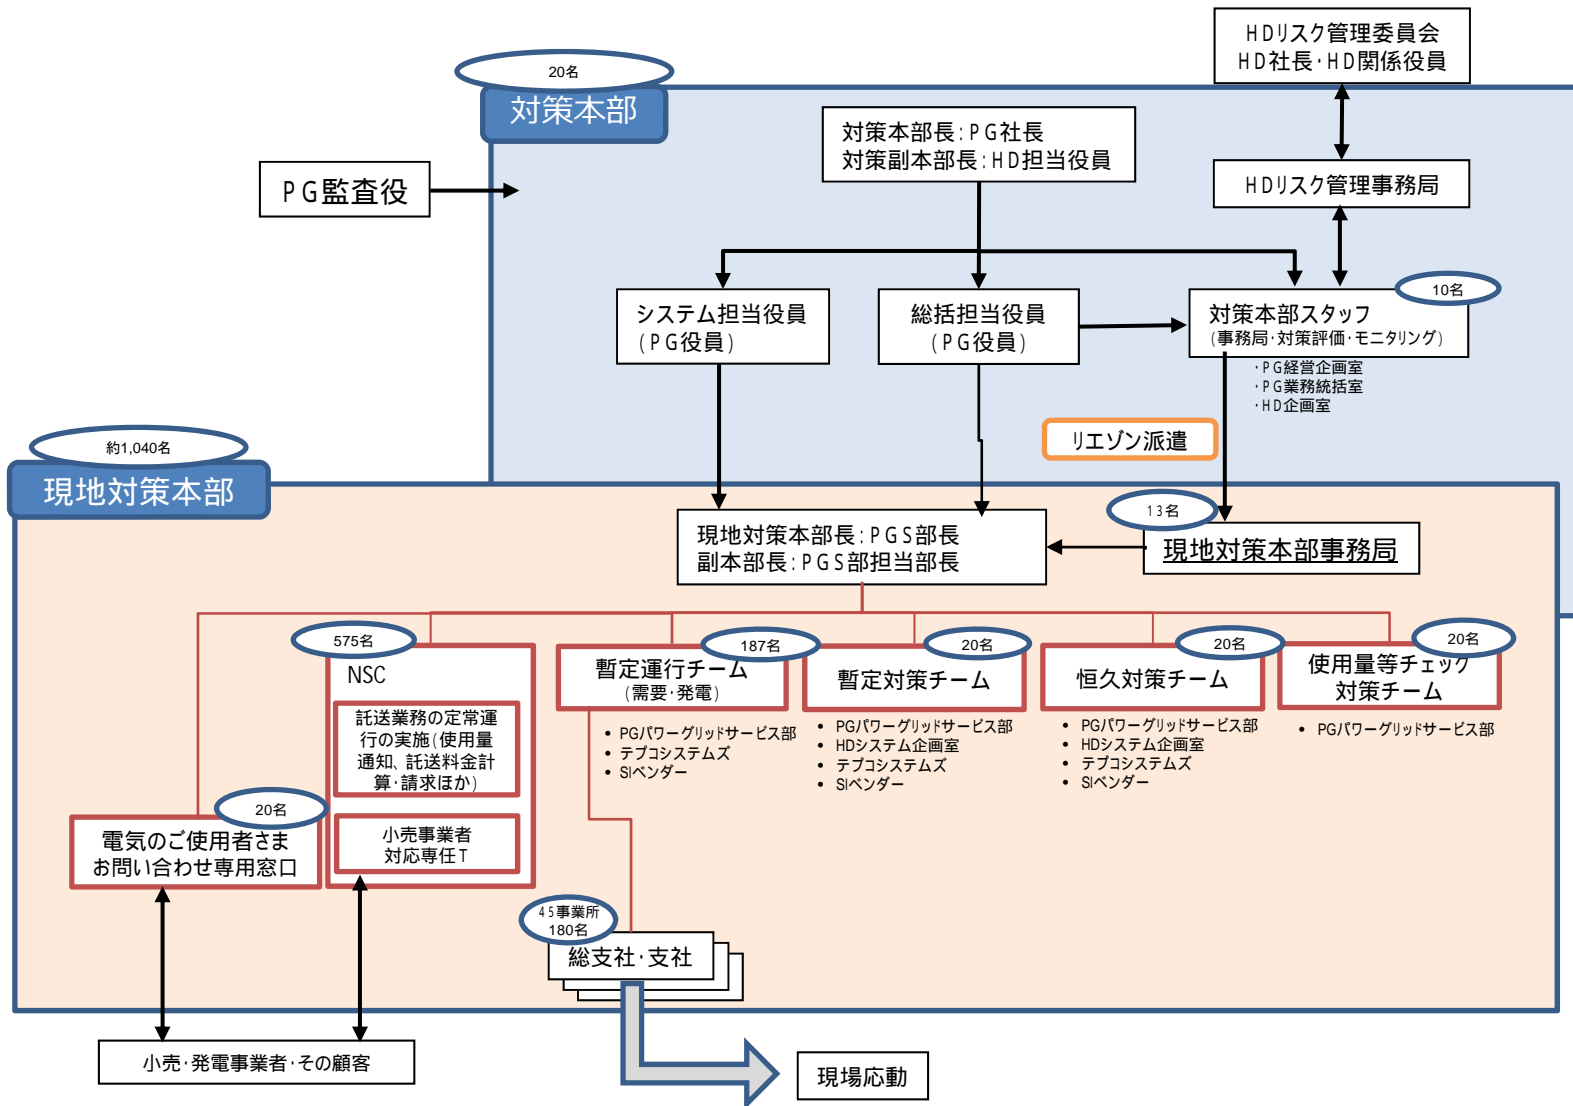 HDリスク管理委員会
HD社長・HD関係役員
20名
対策本部
対策本部長：PG社長
対策副本部長：HD担当役員
PG監査役
HDリスク管理事務局
システム担当役員
(PG役員)
総括担当役員
(PG役員)
10名
対策本部スタッフ
(事務局・対策評価・モニタリング)
・PG経営企画室
・PG業務統括室
・HD企画室
リエゾン派遣
約1,040名
現地対策本部
現地対策本部長：PGS部長
副本部長：PGS部担当部長
13名
現地対策本部事務局
575名
NSC
託送業務の定常運
行の実施(使用量
通知、託送料金計
算・請求ほか)
小売事業者
対応専任T
187名
暫定運行チーム
(需要・発電)
• PGパワーグリッドサービス部
• テプコシステムズ
• SIベンダー
20名
暫定対策チーム
• PGパワーグリッドサービス部
• HDシステム企画室
• テプコシステムズ
• SIベンダー
20名
恒久対策チーム
• PGパワーグリッドサービス部
• HDシステム企画室
• テプコシステムズ
• SIベンダー
20名
使用量等チェック
対策チーム
• PGパワーグリッドサービス部
20名
電気のご使用者さま
お問い合わせ専用窓口
45事業所
180名
総支社・支社
小売・発電事業者・その顧客
現場応動